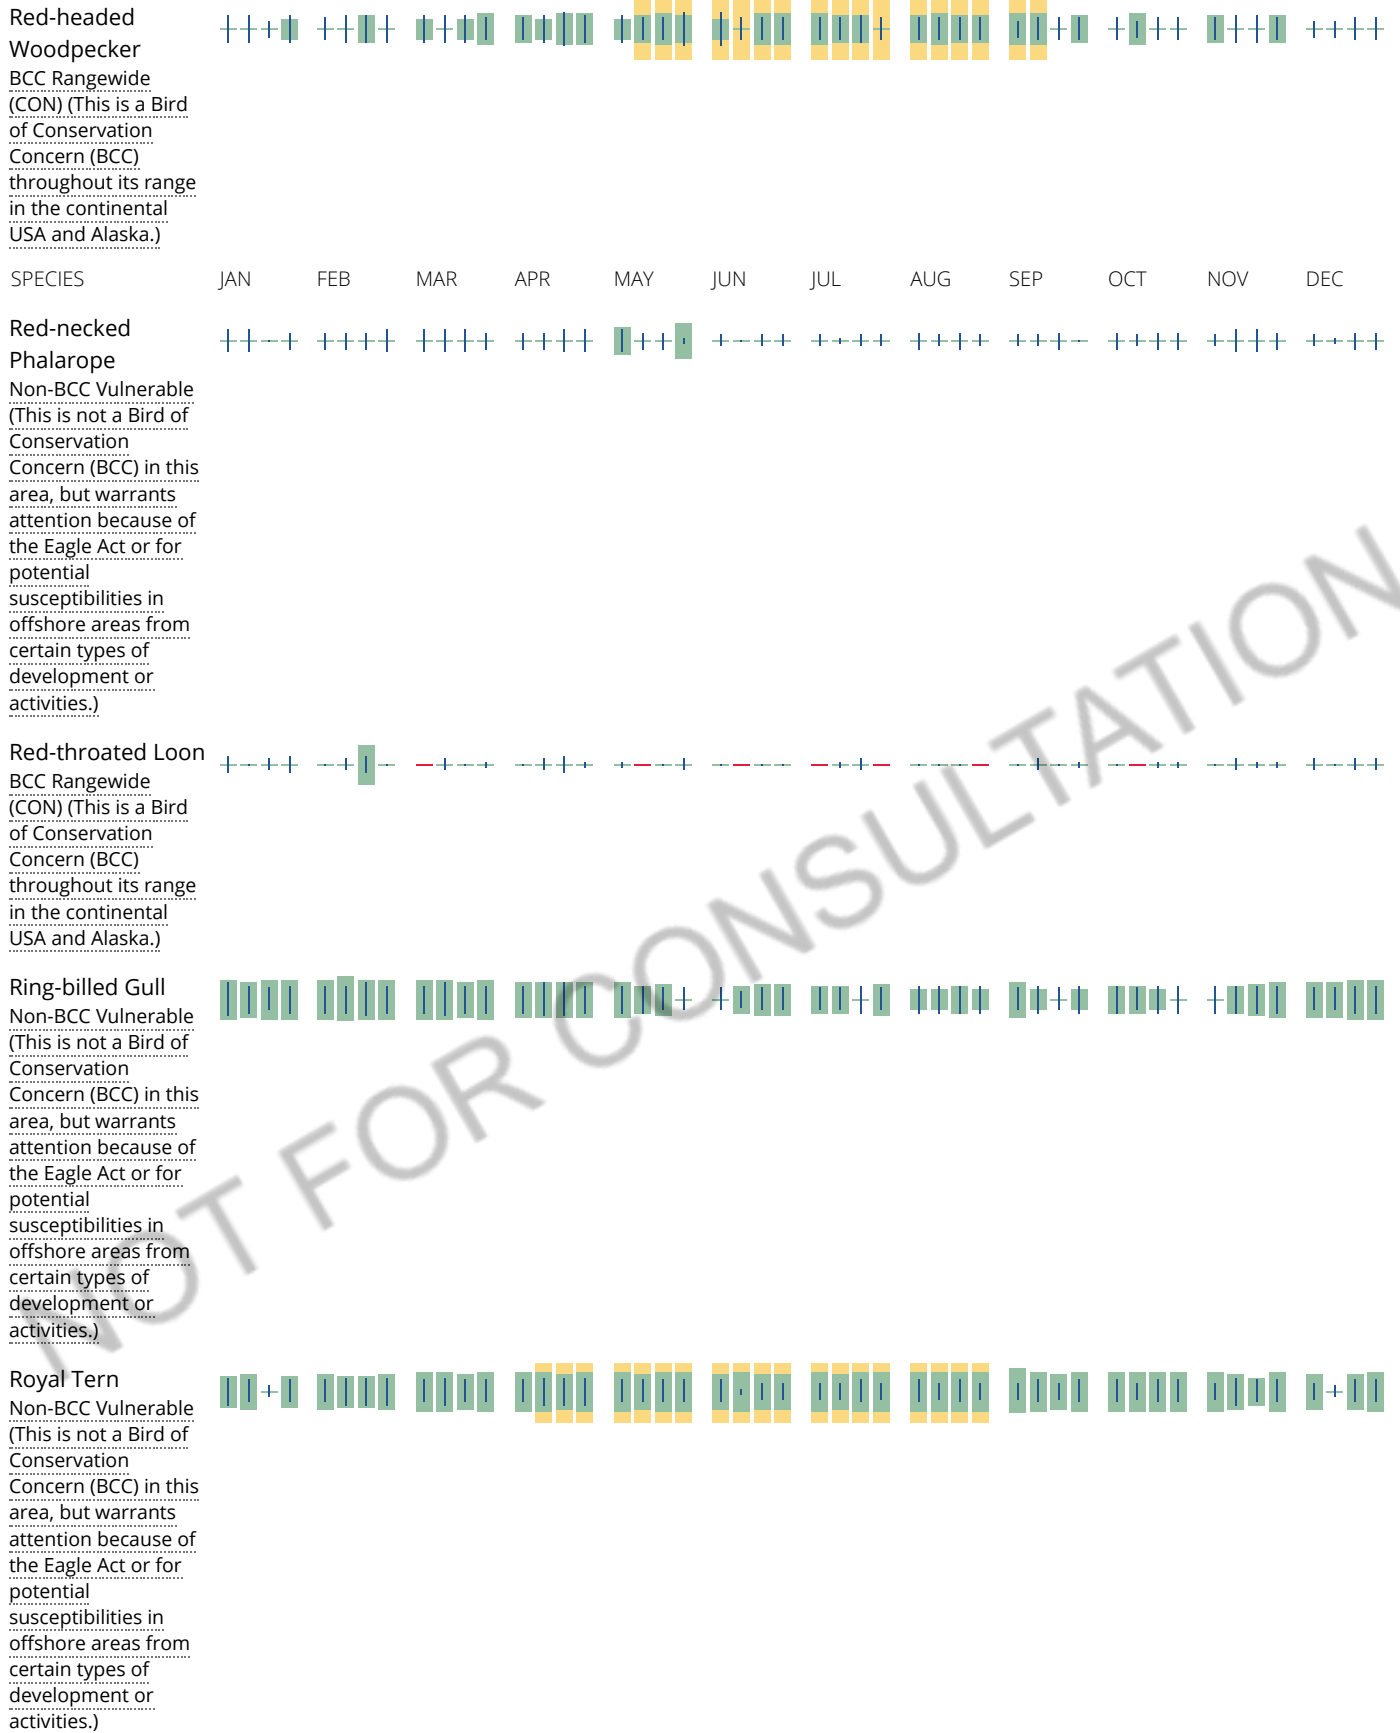 Red-headed
Woodpecker
BCC Rangewide
(CON) (This is a Bird
of Conservation
Concern (BCC)
throughout its range
in the continental
USA and Alaska.)
SPECIES JAN FEB MAR APR MAY JUN JUL AUG SEP OCT NOV DEC
Red-necked
Phalarope
Non-BCC Vulnerable
(This is not a Bird of
Conservation
Concern (BCC) in this
area, but warrants
attention because of
the Eagle Act or for
potential
susceptibilities in
offshore areas from
certain types of
development or
activities.)
Red-throated Loon
BCC Rangewide
(CON) (This is a Bird
of Conservation
Concern (BCC)
throughout its range
in the continental
USA and Alaska.)
Ring-billed Gull
Non-BCC Vulnerable
(This is not a Bird of
Conservation
Concern (BCC) in this
area, but warrants
attention because of
the Eagle Act or for
potential
susceptibilities in
offshore areas from
certain types of
development or
activities.)
Royal Tern
Non-BCC Vulnerable
(This is not a Bird of
Conservation
Concern (BCC) in this
area, but warrants
attention because of
the Eagle Act or for
potential
susceptibilities in
offshore areas from
certain types of
development or
activities.)
NOT FOR CONSULTATION